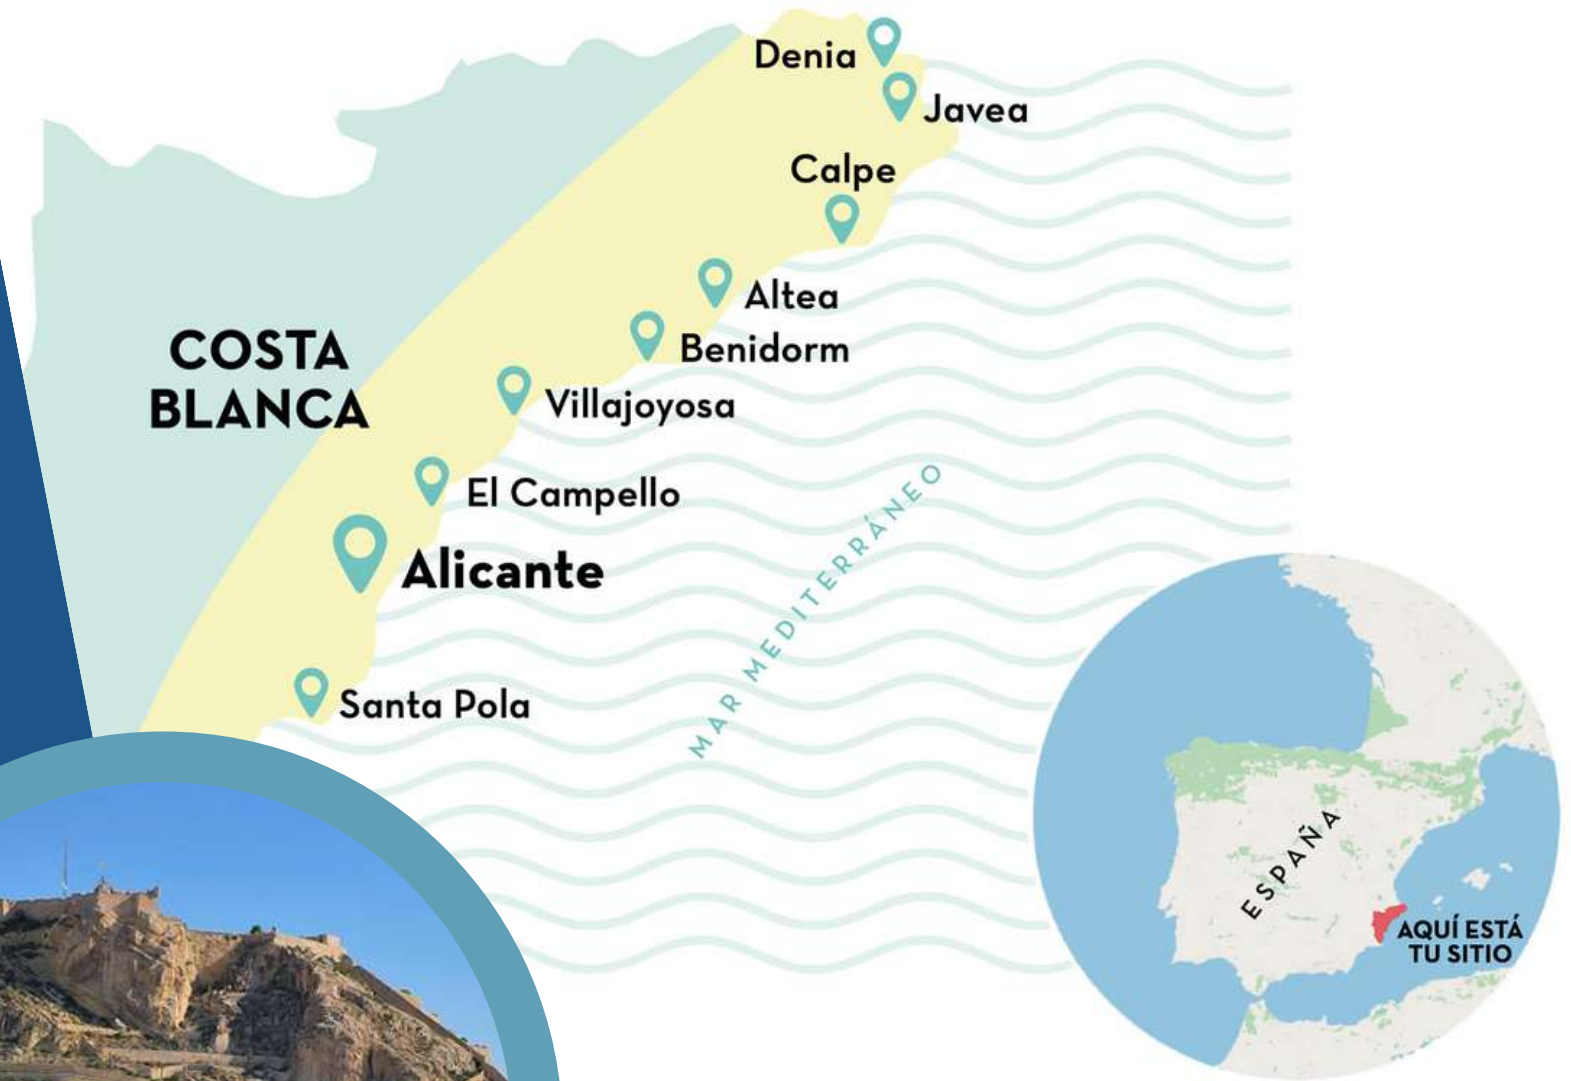 Denia
Javea
Calpe
Altea
Benidorm
COSTA
BLANCA
Villajoyosa
El Campello
Alicante
Santa Pola
MAR MEDITERRÁNEO
ESPAÑA
AQUÍ ESTÁ
TU SITIO